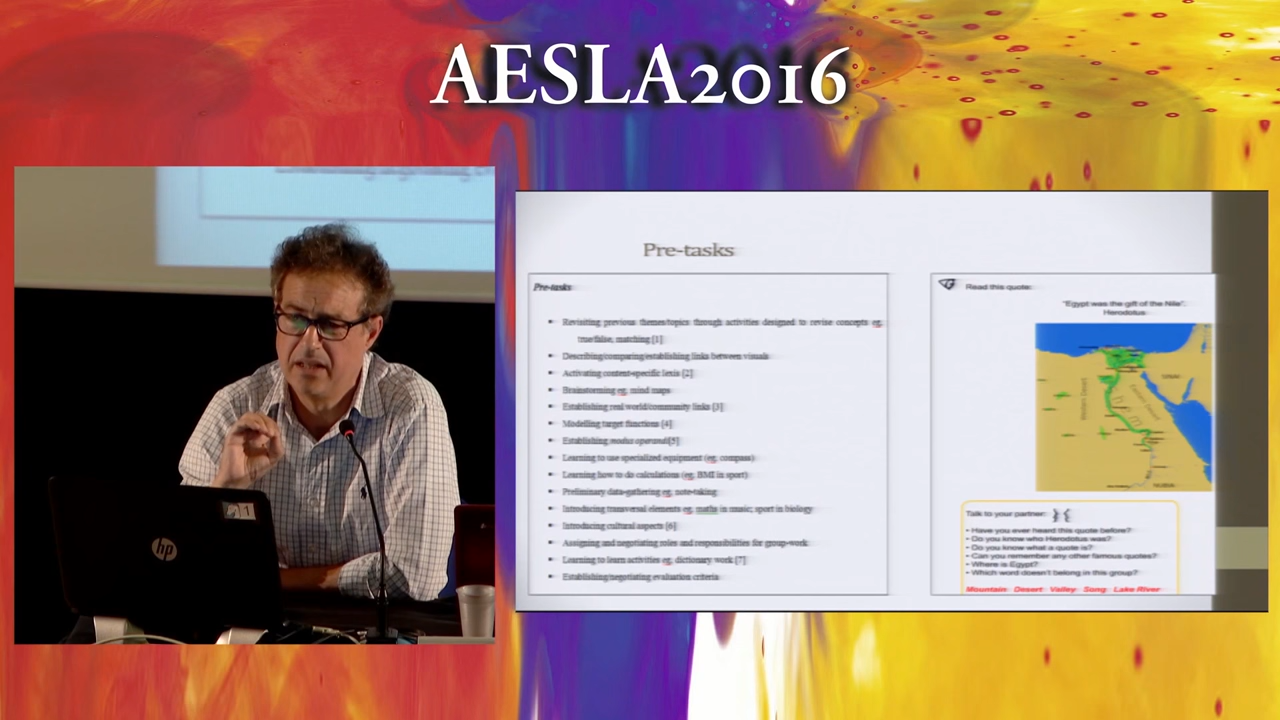 AESLA2016
hp
1
Pre-tasks
Pre-tasks
Revisiting previous themes/topics through activities designed to revise concepts eg.
true/false, matching [1]
Describing/comparing/establishing links between visuals
Activating content-specific lexis [2]
Brainstorming eg. mind maps
Establishing real world/community links [3]
Modelling target functions [4]
Establishing modus operandi[5]
Learning to use specialized equipment (eg. compass)
Learning how to do calculations (eg. BMI in sport)
Preliminary data-gathering eg. note-taking
Introducing transversal elements eg. maths in music; sport in biology
Introducing cultural aspects [6]
Assigning and negotiating roles and responsibilities for group-work
Learning to learn activities eg. dictionary work [7]
Establishing/negotiating evaluation criteria
Read this quote:
"Egypt was the gift of the Nile".
Herodotus
Western Desert
SINAI
NUBIA
Talk to your partner:
• Have you ever heard this quote before?
• Do you know who Herodotus was?
• Do you know what a quote is?
• Can you remember any other famous quotes?
• Where is Egypt?
• Which word doesn't belong in this group?
Mountain Desert Valley Song Lake River